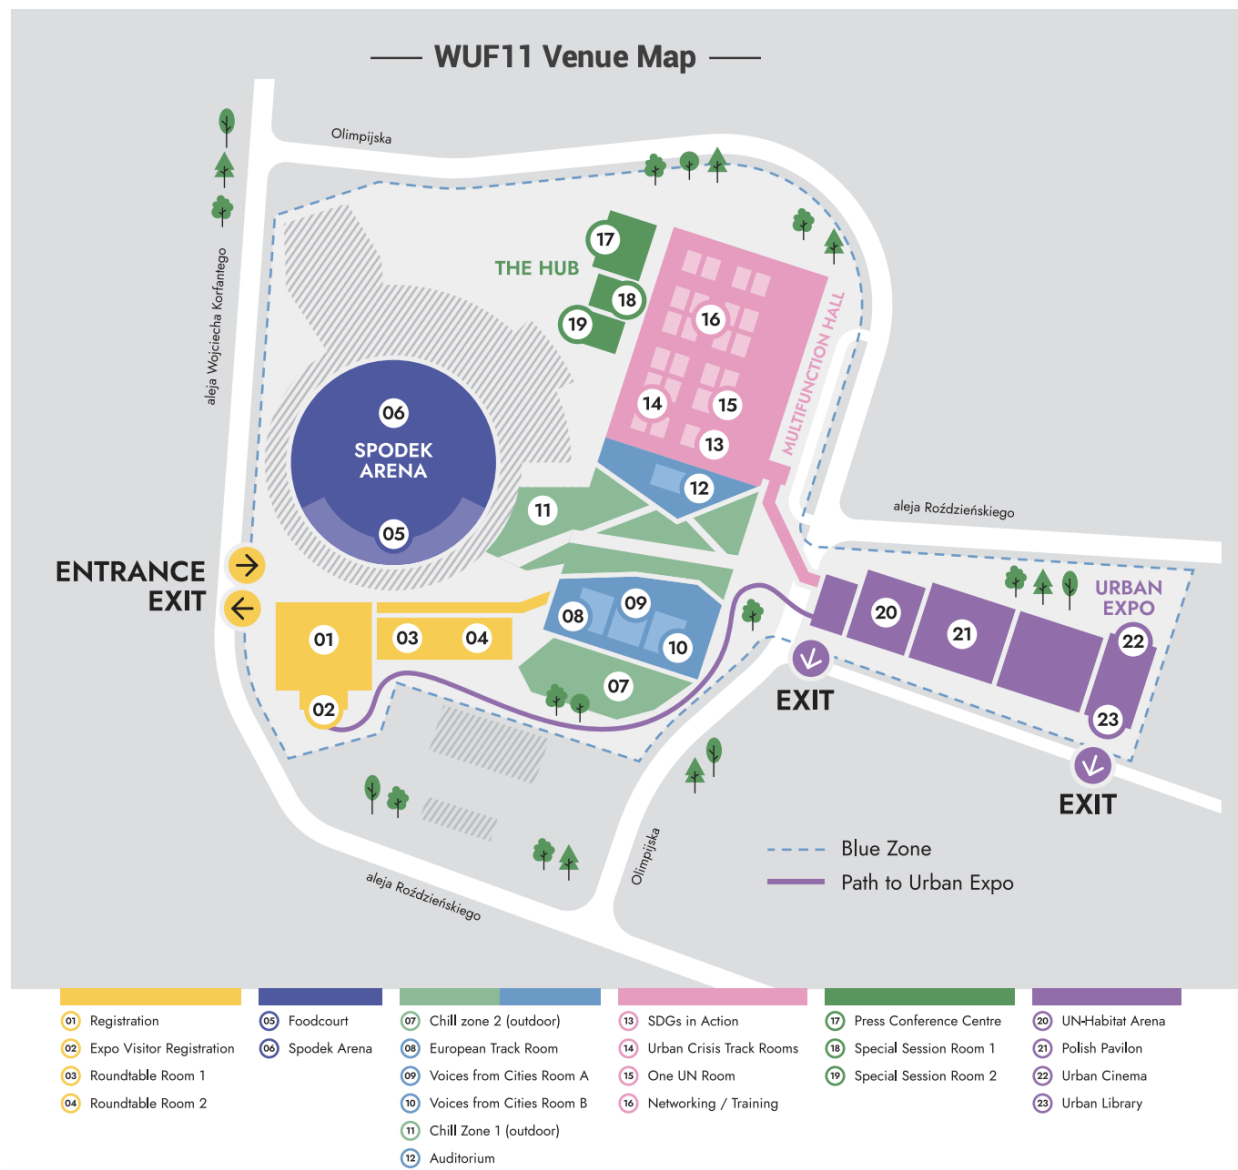 WUF11 Venue Map
Olimpijska
aleja Wojciecha Korfantego
17
THE HUB
18
19
16
MULTIFUNCTION HALL
06
SPODEK
ARENA
14
15
13
12
11
05
aleja Roździeńskiego
ENTRANCE
EXIT
URBAN
EXPO
01
03
04
08
09
10
20
21
22
07
02
23
EXIT
EXIT
Olimpijska
aleja Roździeńskiego
Blue Zone
Path to Urban Expo
01 Registration
02 Expo Visitor Registration
03 Roundtable Room 1
04 Roundtable Room 2
05 Foodcourt
06 Spodek Arena
07 Chill zone 2 (outdoor)
08 European Track Room
09 Voices from Cities Room A
10 Voices from Cities Room B
11 Chill Zone 1 (outdoor)
12 Auditorium
13 SDGs in Action
14 Urban Crisis Track Rooms
15 One UN Room
16 Networking / Training
17 Press Conference Centre
18 Special Session Room 1
19 Special Session Room 2
20 UN-Habitat Arena
21 Polish Pavilon
22 Urban Cinema
23 Urban Library